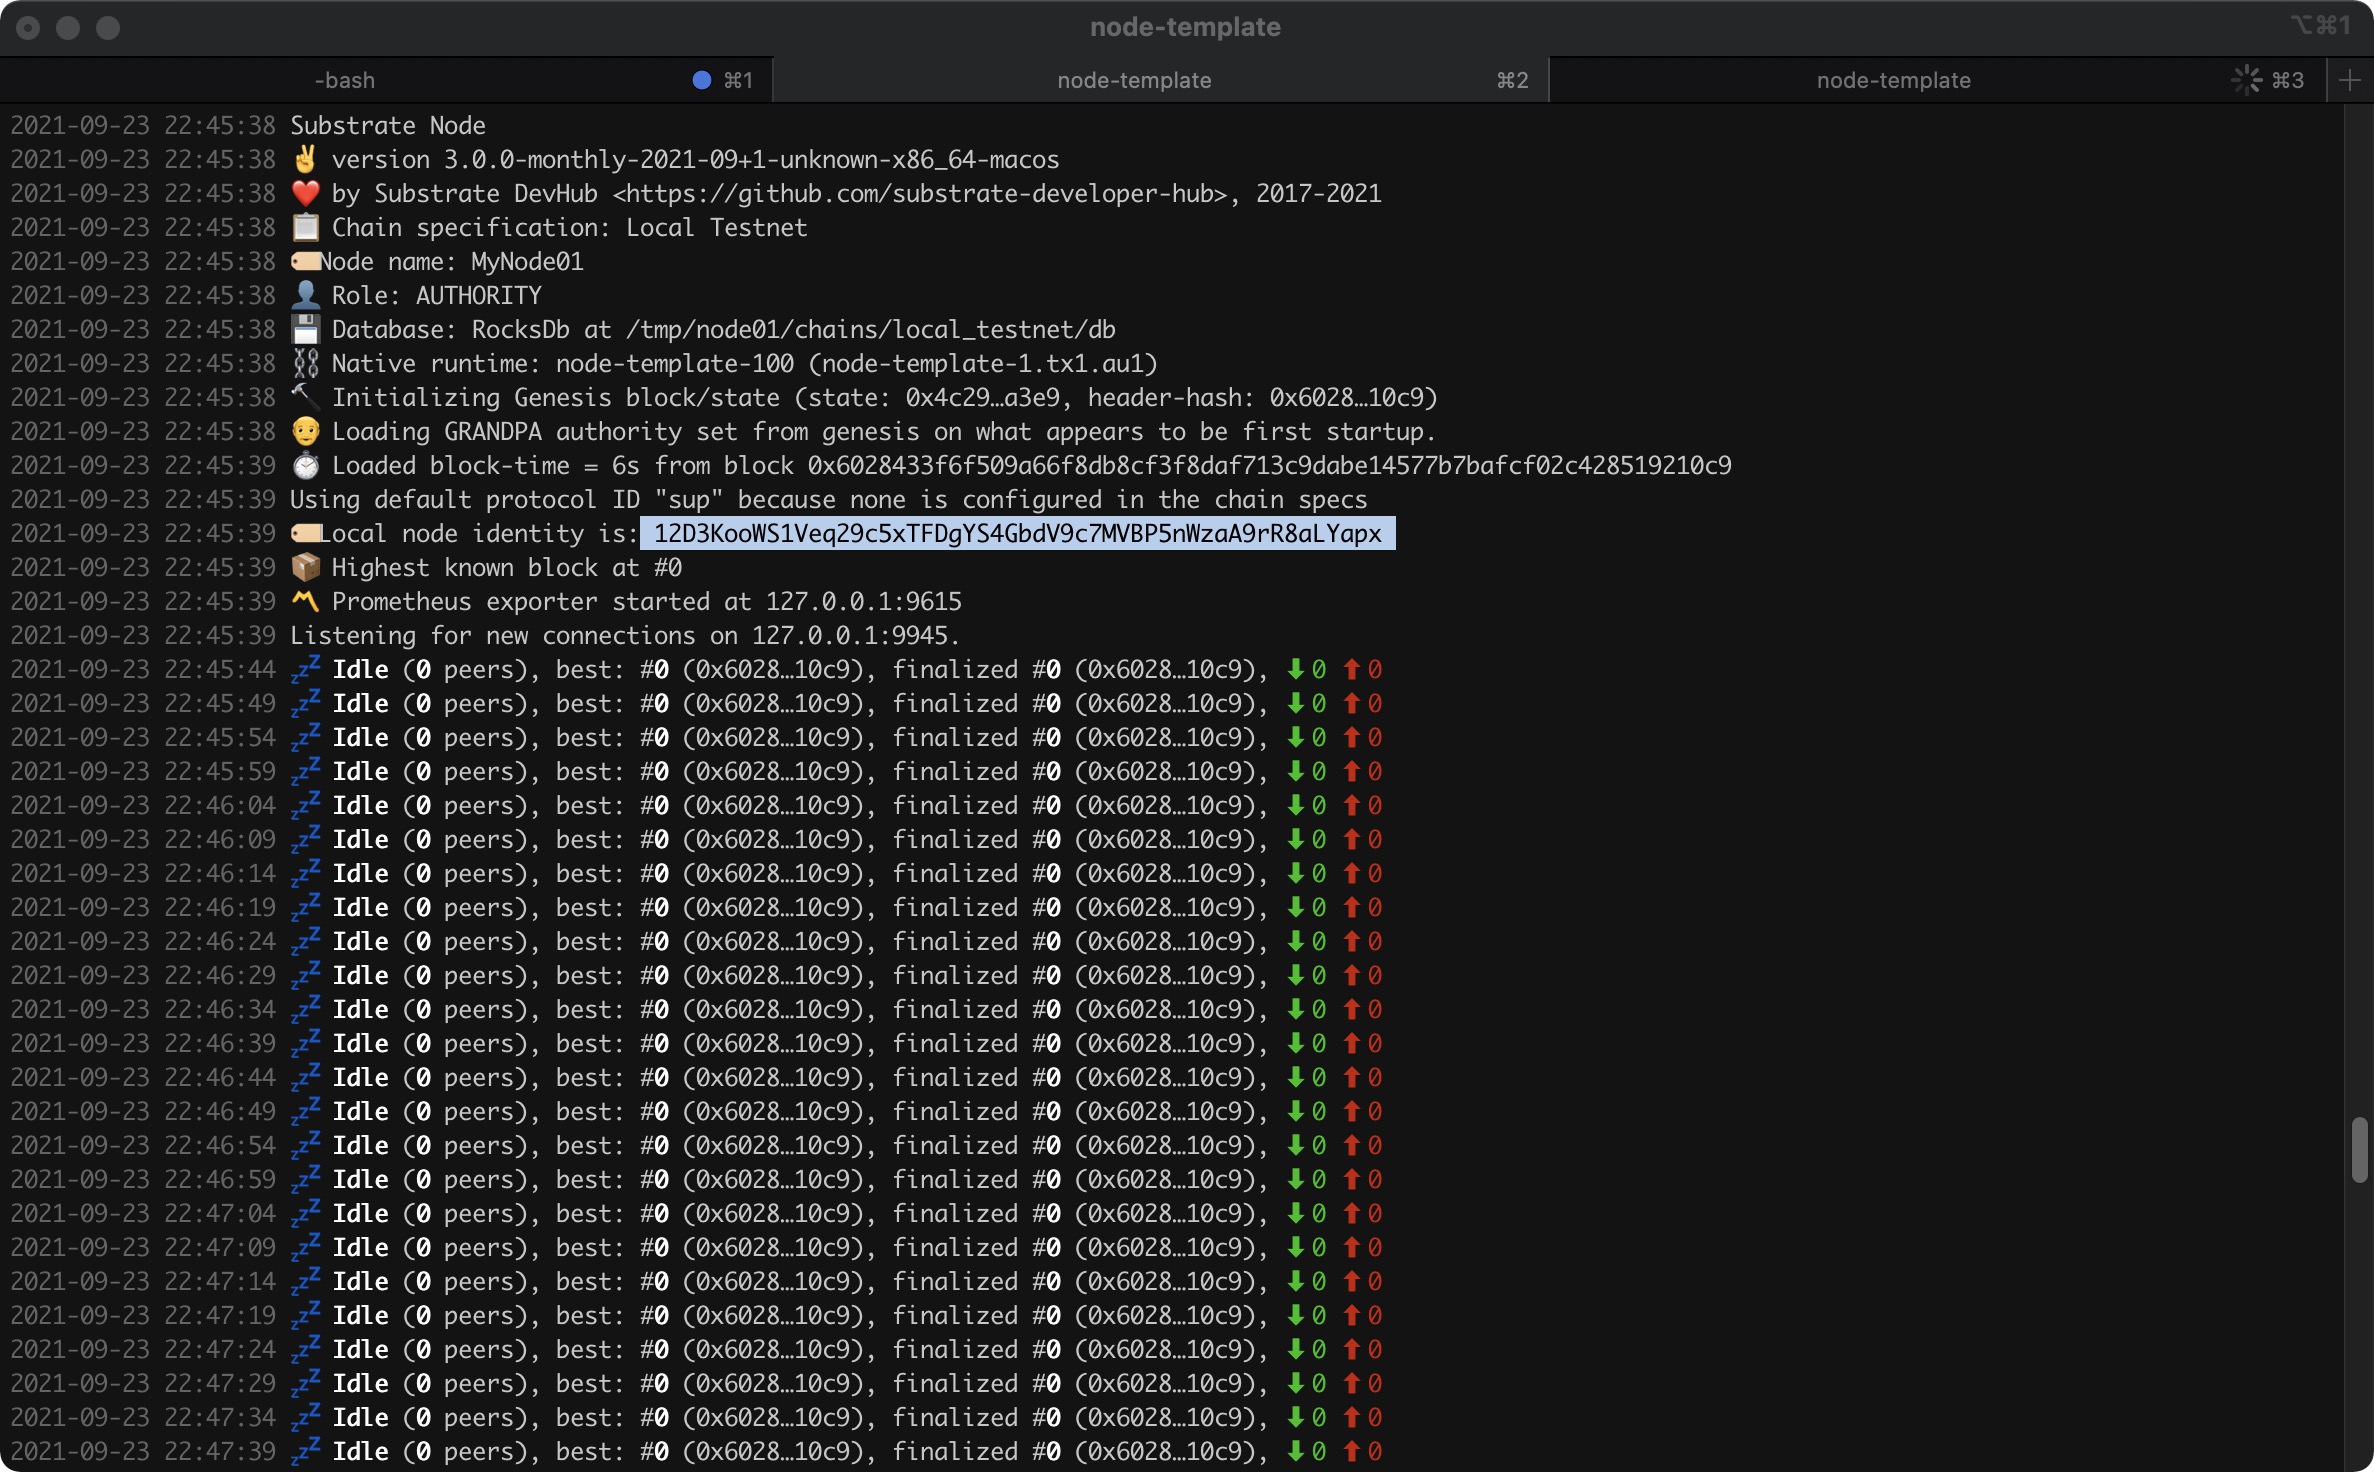 node-template
⌥⌘1
-bash ⌘1 node-template ⌘2 node-template ⌘3 +
2021-09-23 22:45:38 Substrate Node
2021-09-23 22:45:38 ✌️ version 3.0.0-monthly-2021-09+1-unknown-x86_64-macos
2021-09-23 22:45:38 ❤️ by Substrate DevHub <https://github.com/substrate-developer-hub>, 2017-2021
2021-09-23 22:45:38 📋 Chain specification: Local Testnet
2021-09-23 22:45:38 🏷 Node name: MyNode01
2021-09-23 22:45:38 👤 Role: AUTHORITY
2021-09-23 22:45:38 💾 Database: RocksDb at /tmp/node01/chains/local_testnet/db
2021-09-23 22:45:38 ⛓ Native runtime: node-template-100 (node-template-1.tx1.au1)
2021-09-23 22:45:38 🔨 Initializing Genesis block/state (state: 0x4c29…a3e9, header-hash: 0x6028…10c9)
2021-09-23 22:45:38 👴 Loading GRANDPA authority set from genesis on what appears to be first startup.
2021-09-23 22:45:39 ⏱ Loaded block-time = 6s from block 0x6028433f6f509a66f8db8cf3f8daf713c9dabe14577b7bafcf02c428519210c9
2021-09-23 22:45:39 Using default protocol ID "sup" because none is configured in the chain specs
2021-09-23 22:45:39 🏷 Local node identity is: 12D3KooWS1Veq29c5xTFDgYS4GbdV9c7MVBP5nWzaA9rR8aLYapx
2021-09-23 22:45:39 📦 Highest known block at #0
2021-09-23 22:45:39 〽️ Prometheus exporter started at 127.0.0.1:9615
2021-09-23 22:45:39 Listening for new connections on 127.0.0.1:9945.
2021-09-23 22:45:44 💤 Idle (0 peers), best: #0 (0x6028…10c9), finalized #0 (0x6028…10c9), ⬇ 0 ⬆ 0
2021-09-23 22:45:49 💤 Idle (0 peers), best: #0 (0x6028…10c9), finalized #0 (0x6028…10c9), ⬇ 0 ⬆ 0
2021-09-23 22:45:54 💤 Idle (0 peers), best: #0 (0x6028…10c9), finalized #0 (0x6028…10c9), ⬇ 0 ⬆ 0
2021-09-23 22:45:59 💤 Idle (0 peers), best: #0 (0x6028…10c9), finalized #0 (0x6028…10c9), ⬇ 0 ⬆ 0
2021-09-23 22:46:04 💤 Idle (0 peers), best: #0 (0x6028…10c9), finalized #0 (0x6028…10c9), ⬇ 0 ⬆ 0
2021-09-23 22:46:09 💤 Idle (0 peers), best: #0 (0x6028…10c9), finalized #0 (0x6028…10c9), ⬇ 0 ⬆ 0
2021-09-23 22:46:14 💤 Idle (0 peers), best: #0 (0x6028…10c9), finalized #0 (0x6028…10c9), ⬇ 0 ⬆ 0
2021-09-23 22:46:19 💤 Idle (0 peers), best: #0 (0x6028…10c9), finalized #0 (0x6028…10c9), ⬇ 0 ⬆ 0
2021-09-23 22:46:24 💤 Idle (0 peers), best: #0 (0x6028…10c9), finalized #0 (0x6028…10c9), ⬇ 0 ⬆ 0
2021-09-23 22:46:29 💤 Idle (0 peers), best: #0 (0x6028…10c9), finalized #0 (0x6028…10c9), ⬇ 0 ⬆ 0
2021-09-23 22:46:34 💤 Idle (0 peers), best: #0 (0x6028…10c9), finalized #0 (0x6028…10c9), ⬇ 0 ⬆ 0
2021-09-23 22:46:39 💤 Idle (0 peers), best: #0 (0x6028…10c9), finalized #0 (0x6028…10c9), ⬇ 0 ⬆ 0
2021-09-23 22:46:44 💤 Idle (0 peers), best: #0 (0x6028…10c9), finalized #0 (0x6028…10c9), ⬇ 0 ⬆ 0
2021-09-23 22:46:49 💤 Idle (0 peers), best: #0 (0x6028…10c9), finalized #0 (0x6028…10c9), ⬇ 0 ⬆ 0
2021-09-23 22:46:54 💤 Idle (0 peers), best: #0 (0x6028…10c9), finalized #0 (0x6028…10c9), ⬇ 0 ⬆ 0
2021-09-23 22:46:59 💤 Idle (0 peers), best: #0 (0x6028…10c9), finalized #0 (0x6028…10c9), ⬇ 0 ⬆ 0
2021-09-23 22:47:04 💤 Idle (0 peers), best: #0 (0x6028…10c9), finalized #0 (0x6028…10c9), ⬇ 0 ⬆ 0
2021-09-23 22:47:09 💤 Idle (0 peers), best: #0 (0x6028…10c9), finalized #0 (0x6028…10c9), ⬇ 0 ⬆ 0
2021-09-23 22:47:14 💤 Idle (0 peers), best: #0 (0x6028…10c9), finalized #0 (0x6028…10c9), ⬇ 0 ⬆ 0
2021-09-23 22:47:19 💤 Idle (0 peers), best: #0 (0x6028…10c9), finalized #0 (0x6028…10c9), ⬇ 0 ⬆ 0
2021-09-23 22:47:24 💤 Idle (0 peers), best: #0 (0x6028…10c9), finalized #0 (0x6028…10c9), ⬇ 0 ⬆ 0
2021-09-23 22:47:29 💤 Idle (0 peers), best: #0 (0x6028…10c9), finalized #0 (0x6028…10c9), ⬇ 0 ⬆ 0
2021-09-23 22:47:34 💤 Idle (0 peers), best: #0 (0x6028…10c9), finalized #0 (0x6028…10c9), ⬇ 0 ⬆ 0
2021-09-23 22:47:39 💤 Idle (0 peers), best: #0 (0x6028…10c9), finalized #0 (0x6028…10c9), ⬇ 0 ⬆ 0